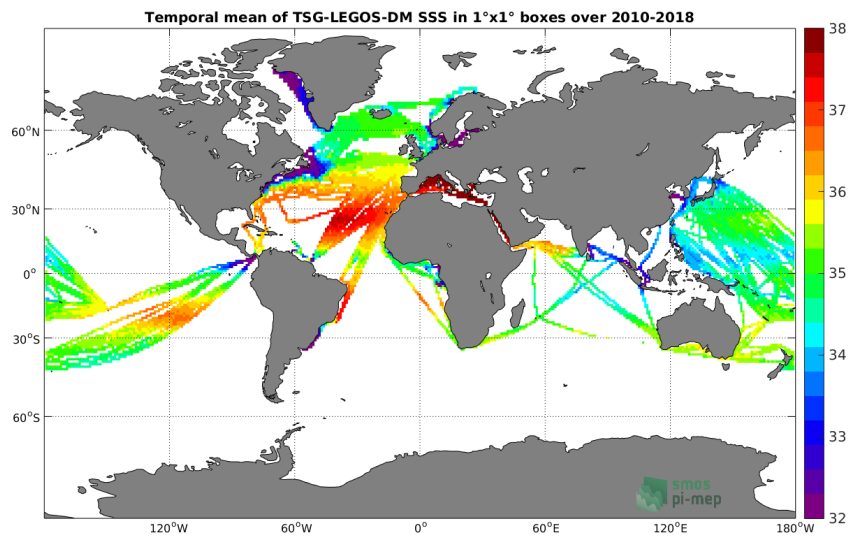 Temporal mean of TSG-LEGOS-DM SSS in 1°x1° boxes over 2010-2018
38
37
36
35
34
33
32
60°N
30°N
0°
30°S
60°S
120°W
60°W
0°
60°E
120°E
180°W
smos
pi-mep